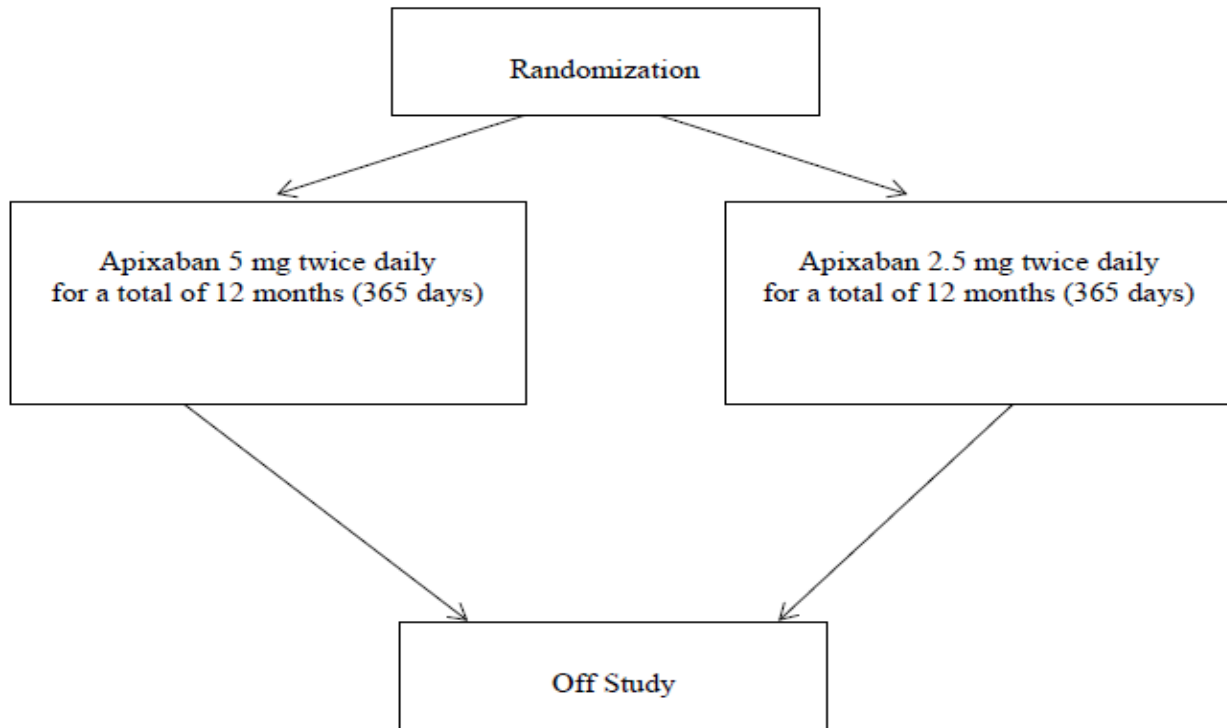 Randomization
Apixaban 5 mg twice daily
for a total of 12 months (365 days)
Apixaban 2.5 mg twice daily
for a total of 12 months (365 days)
Off Study